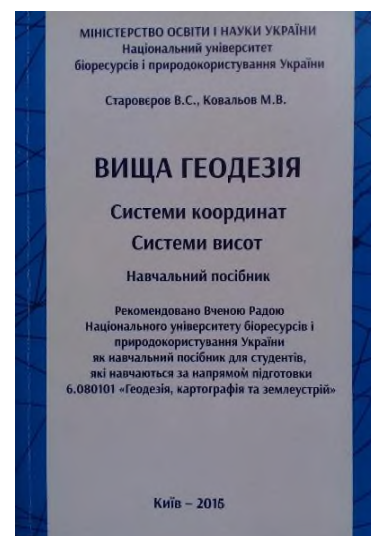 МІНІСТЕРСТВО ОСВІТИ І НАУКИ УКРАЇНИ
Національний університет
біоресурсів і природокористування України
Старовєров В.С., Ковальов М.В.
ВИЩА ГЕОДЕЗІЯ
Системи координат
Системи висот
Навчальний посібник
Рекомендовано Вченою Радою
Національного університету біоресурсів і
природокористування України
як навчальний посібник для студентів,
які навчаються за напрямом підготовки
6.080101 «Геодезія, картографія та землеустрій»
Київ – 2015